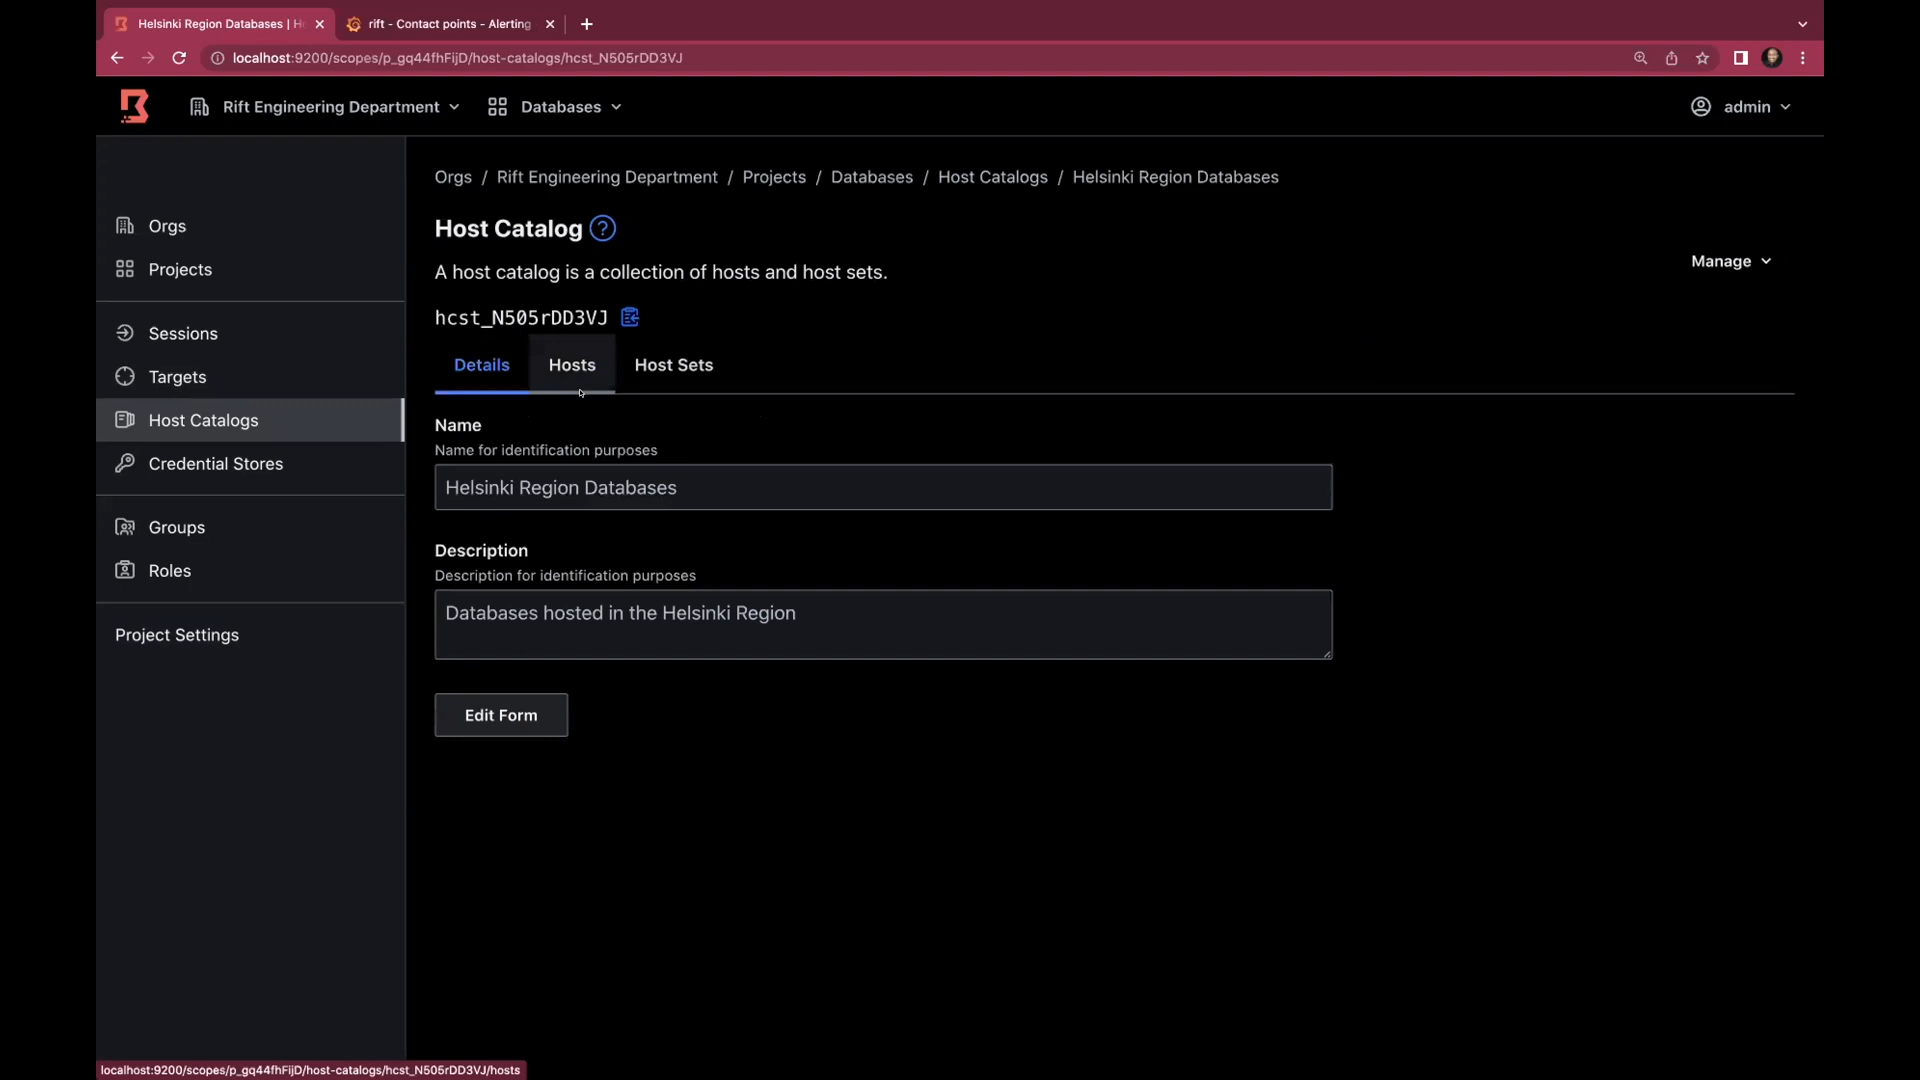 Helsinki Region Databases | H
rift - Contact points - Alerting
localhost:9200/scopes/p_gq44fhFijD/host-catalogs/hcst_N505rDD3VJ
Rift Engineering Department
Databases
admin
Orgs / Rift Engineering Department / Projects / Databases / Host Catalogs / Helsinki Region Databases
Host Catalog ?
A host catalog is a collection of hosts and host sets.
Manage
hcst_N505rDD3VJ
Details
Hosts
Host Sets
Orgs
Projects
Sessions
Targets
Host Catalogs
Credential Stores
Groups
Roles
Project Settings
Name
Name for identification purposes
Helsinki Region Databases
Description
Description for identification purposes
Databases hosted in the Helsinki Region
Edit Form
localhost:9200/scopes/p_gq44fhFijD/host-catalogs/hcst_N505rDD3VJ/hosts